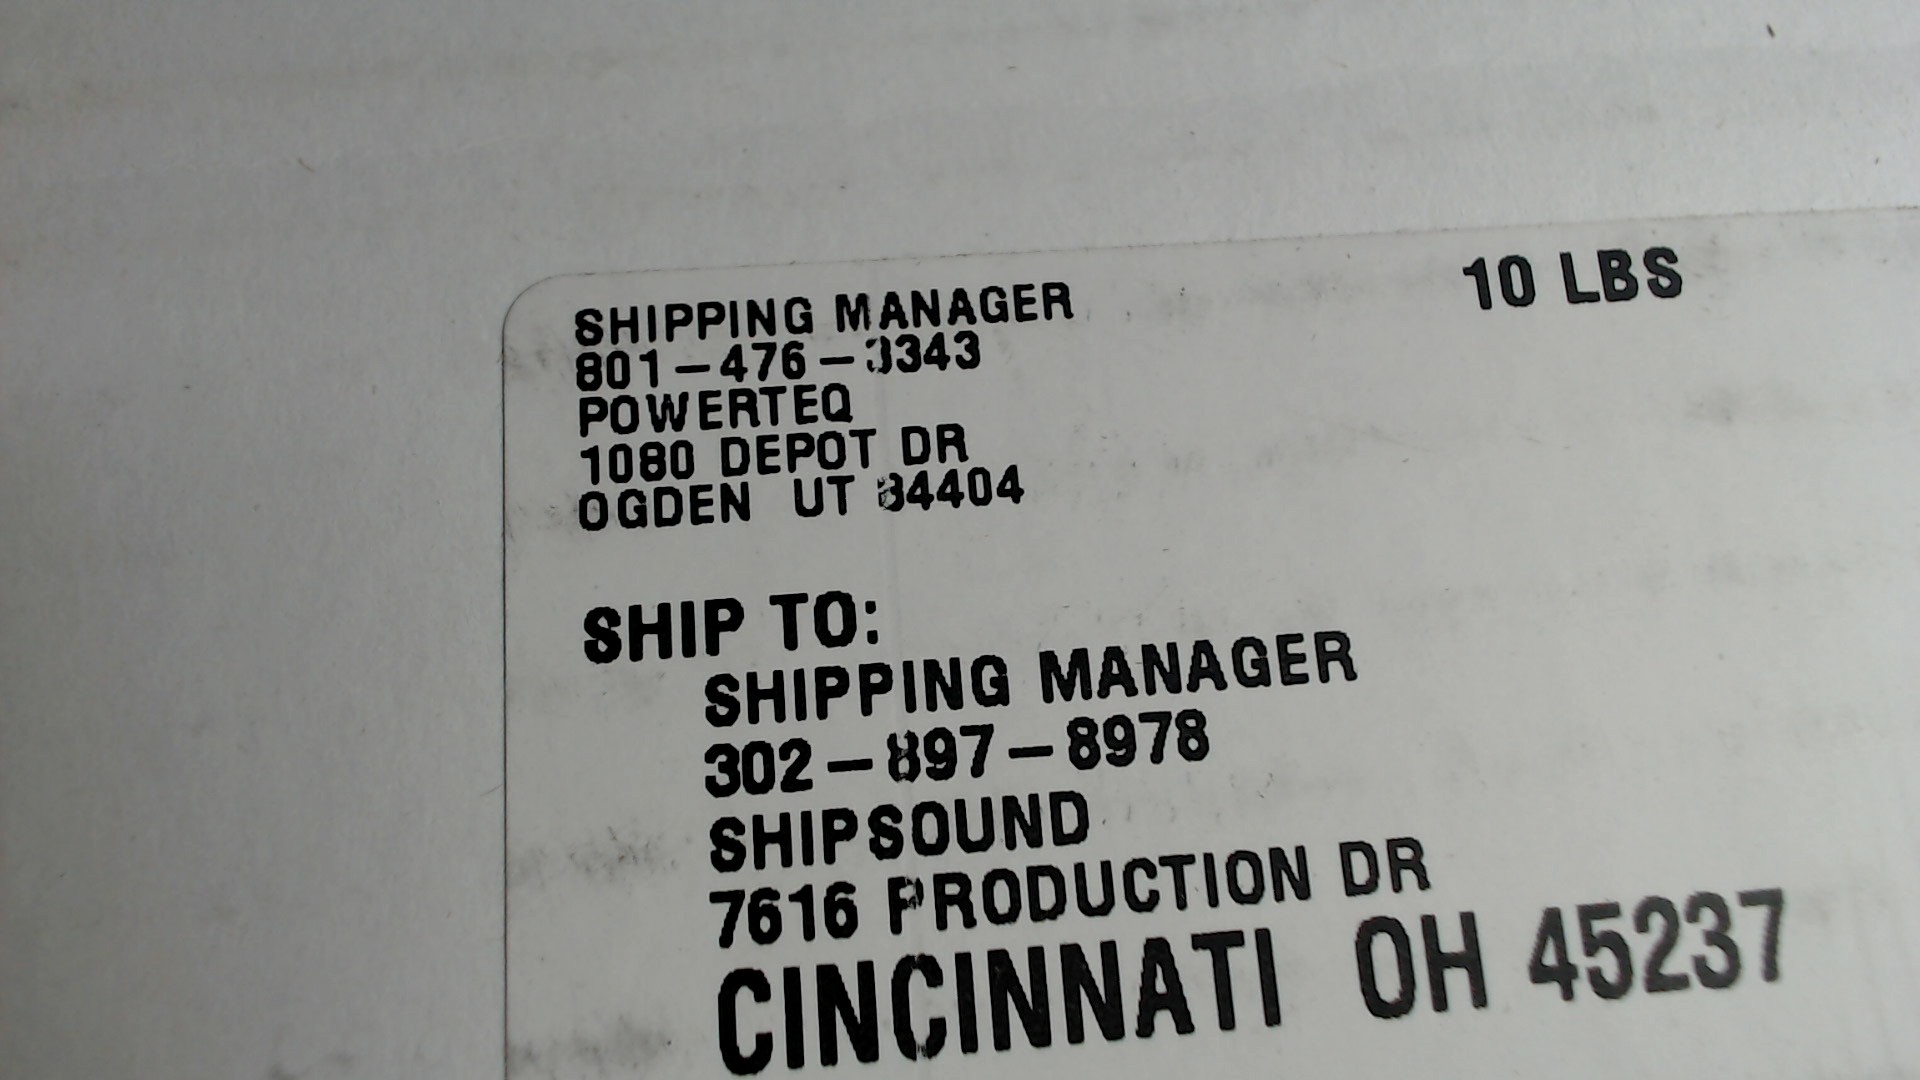 SHIPPING MANAGER 10 LBS
801-476-3343
POWERTEQ
1080 DEPOT DR
OGDEN UT 84404
SHIP TO:
SHIPPING MANAGER
302-897-8978
SHIPSOUND
7616 PRODUCTION DR
CINCINNATI OH 45237